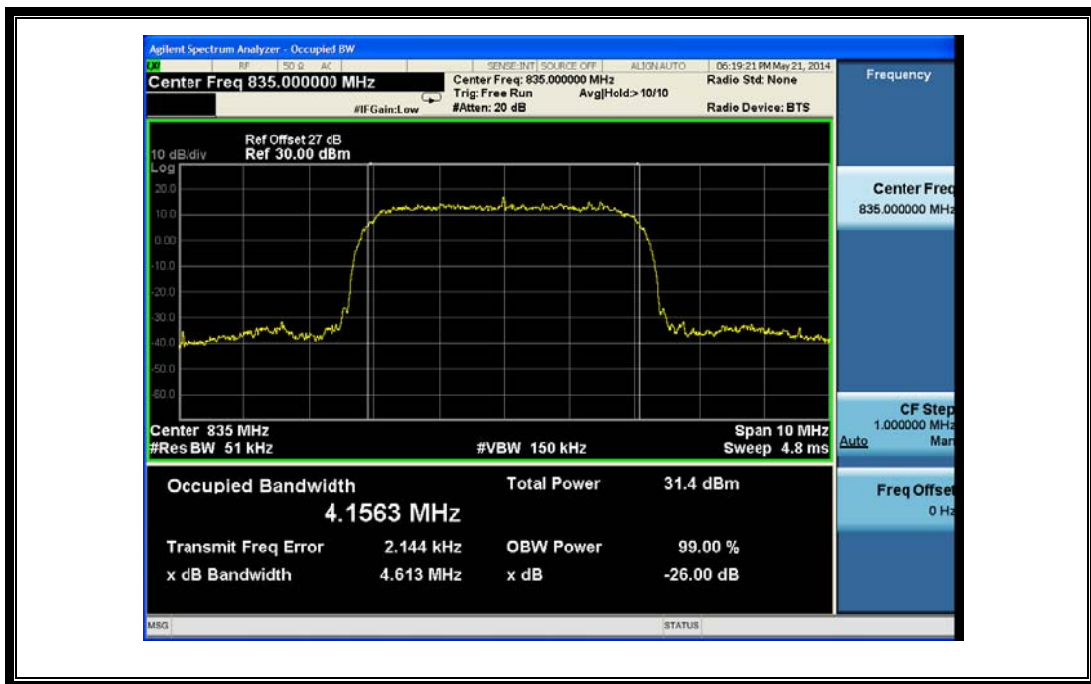 Agilent Spectrum Analyzer - Occupied BW
RF 50 Ω AC SENSE:INT SOURCE OFF ALIGN AUTO 06:19:21 PM May 21, 2014
Center Freq 835.000000 MHz
Center Freq: 835.000000 MHz
Radio Std: None
Trig: Free Run Avg|Hold:>10/10
#IFGain:Low
#Atten: 20 dB
Radio Device: BTS
Ref Offset 27 dB
10 dB/div Ref 30.00 dBm
Log
20.0
10.0
0.00
-10.0
-20.0
-30.0
-40.0
-50.0
-60.0
Center 835 MHz Span 10 MHz
#Res BW 51 kHz #VBW 150 kHz Sweep 4.8 ms
Occupied Bandwidth Total Power 31.4 dBm
4.1563 MHz
Transmit Freq Error 2.144 kHz OBW Power 99.00 %
x dB Bandwidth 4.613 MHz x dB -26.00 dB
MSG STATUS
Frequency
Center Freq
835.000000 MHz
CF Step
1.000000 MHz
Auto Man
Freq Offset
0 Hz